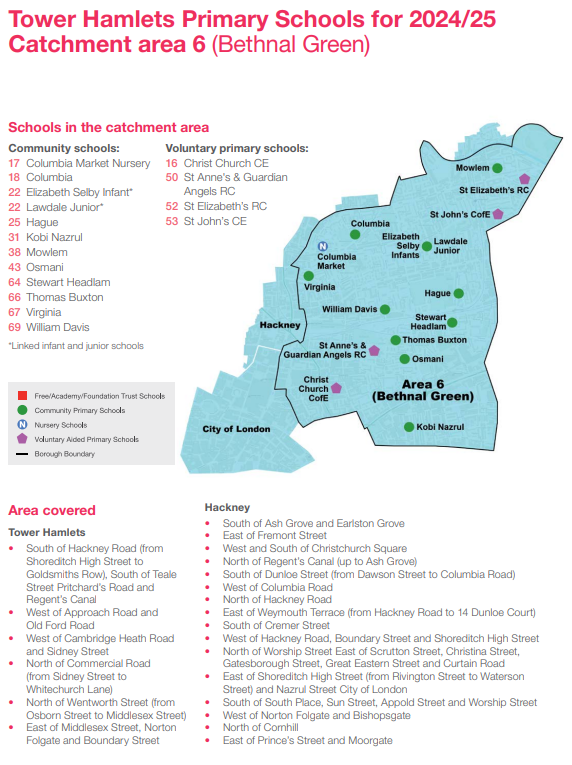 Tower Hamlets Primary Schools for 2024/25
Catchment area 6 (Bethnal Green)
Schools in the catchment area
Community schools:
17 Columbia Market Nursery
18 Columbia
22 Elizabeth Selby Infant*
22 Lawdale Junior*
25 Hague
31 Kobi Nazrul
38 Mowlem
43 Osmani
64 Stewart Headlam
66 Thomas Buxton
67 Virginia
69 William Davis
*Linked infant and junior schools
Voluntary primary schools:
16 Christ Church CE
50 St Anne's & Guardian
Angels RC
52 St Elizabeth's RC
53 St John's CE
Mowlem
St Elizabeth's RC
St John's CofE
Columbia
Elizabeth
Selby
Infants
Lawdale
Junior
N
Columbia
Market
Virginia
Hague
William Davis
Stewart
Headlam
Hackney
Thomas Buxton
St Anne's &
Guardian Angels RC
Osmani
Christ
Church
CofE
Area 6
(Bethnal Green)
City of London
Kobi Nazrul
Free/Academy/Foundation Trust Schools
Community Primary Schools
N Nursery Schools
Voluntary Aided Primary Schools
Borough Boundary
Area covered
Tower Hamlets
• South of Hackney Road (from
Shoreditch High Street to
Goldsmiths Row), South of Teale
Street Pritchard's Road and
Regent's Canal
• West of Approach Road and
Old Ford Road
• West of Cambridge Heath Road
and Sidney Street
• North of Commercial Road
(from Sidney Street to
Whitechurch Lane)
• North of Wentworth Street (from
Osborn Street to Middlesex Street)
• East of Middlesex Street, Norton
Folgate and Boundary Street
Hackney
• South of Ash Grove and Earlston Grove
• East of Fremont Street
• West and South of Christchurch Square
• North of Regent's Canal (up to Ash Grove)
• South of Dunloe Street (from Dawson Street to Columbia Road)
• West of Columbia Road
• North of Hackney Road
• East of Weymouth Terrace (from Hackney Road to 14 Dunloe Court)
• South of Cremer Street
• West of Hackney Road, Boundary Street and Shoreditch High Street
• North of Worship Street East of Scrutton Street, Christina Street,
Gatesborough Street, Great Eastern Street and Curtain Road
• East of Shoreditch High Street (from Rivington Street to Waterson
Street) and Nazrul Street City of London
• South of South Place, Sun Street, Appold Street and Worship Street
• West of Norton Folgate and Bishopsgate
• North of Cornhill
• East of Prince's Street and Moorgate